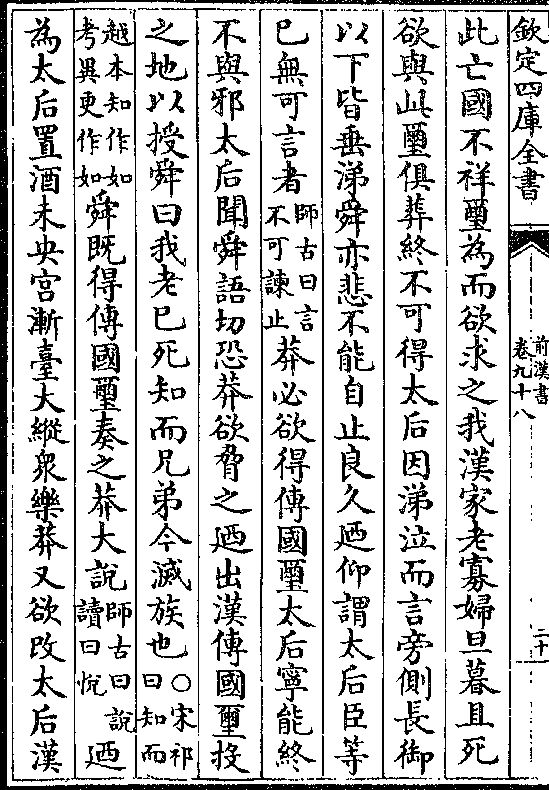 欽定四庫全書
前漢書
卷九十八
二十
此亡國不祥璽為而欲求之我漢家老寡婦旦暮且死
欲與此璽俱葬終不可得太后因涕泣而言旁側長御
以下皆垂涕舜亦悲不能自止良久廼仰謂太后臣等
已無可言者師古曰言不可諫止莽必欲得傳國璽太后寧能終
不與邪太后聞舜語切恐莽欲脅之廼出漢傳國璽投
之地以授舜曰我老已死知而兄弟今滅族也○宋祁曰知而
越本知作如考異更作如舜既得傳國璽奏之莽大說師古曰說讀曰悅廼
為太后置酒未央宮漸臺大縱衆樂莽又欲改太后漢